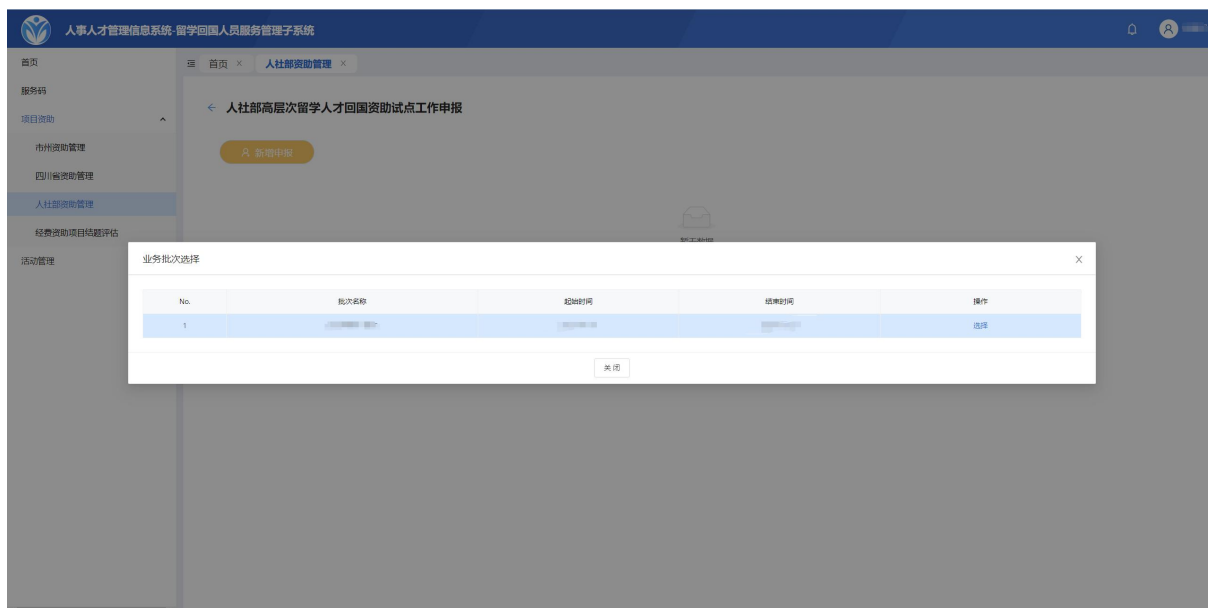 人事人才管理信息系统-留学回国人员服务管理子系统
首页
服务码
项目资助
市州资助管理
四川省资助管理
人社部资助管理
经费资助项目结题评估
活动管理
首页 ×
人社部资助管理 ×
← 人社部高层次留学人才回国资助试点工作申报
新增申报
暂无数据
业务批次选择
No. 批次名称 起始时间 结束时间 操作
1 选择
关 闭